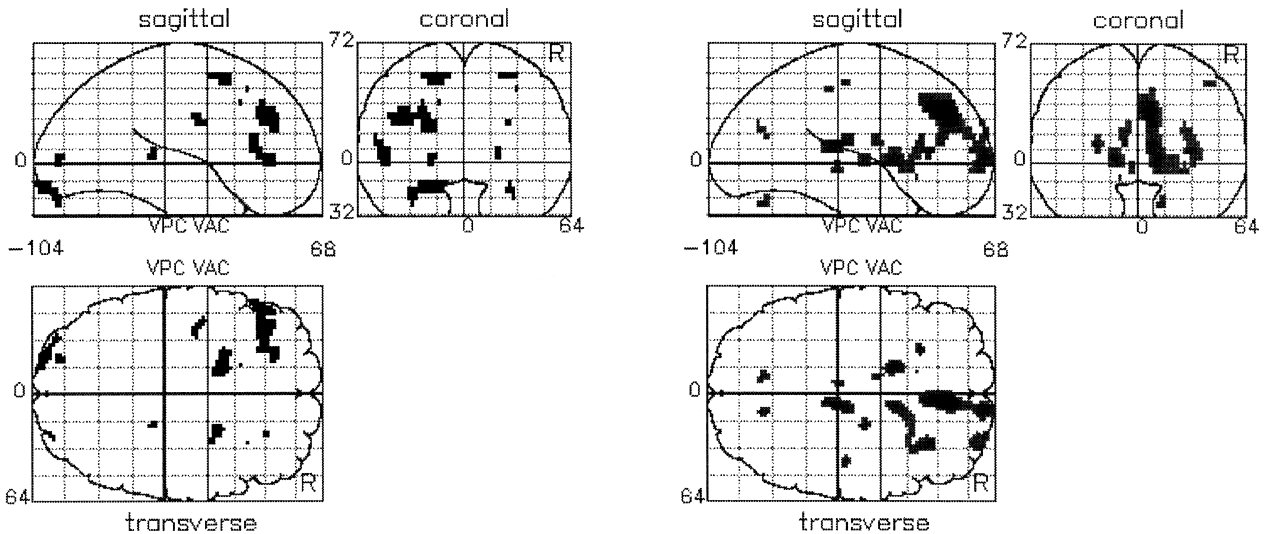 sagittal coronal sagittal coronal
72 R 72 R
0 0 0 0
32 32
VPC VAC 0 64 VPC VAC 0 64
−104 68 −104 68
VPC VAC VPC VAC
0 0
64 R 64 R
transverse transverse